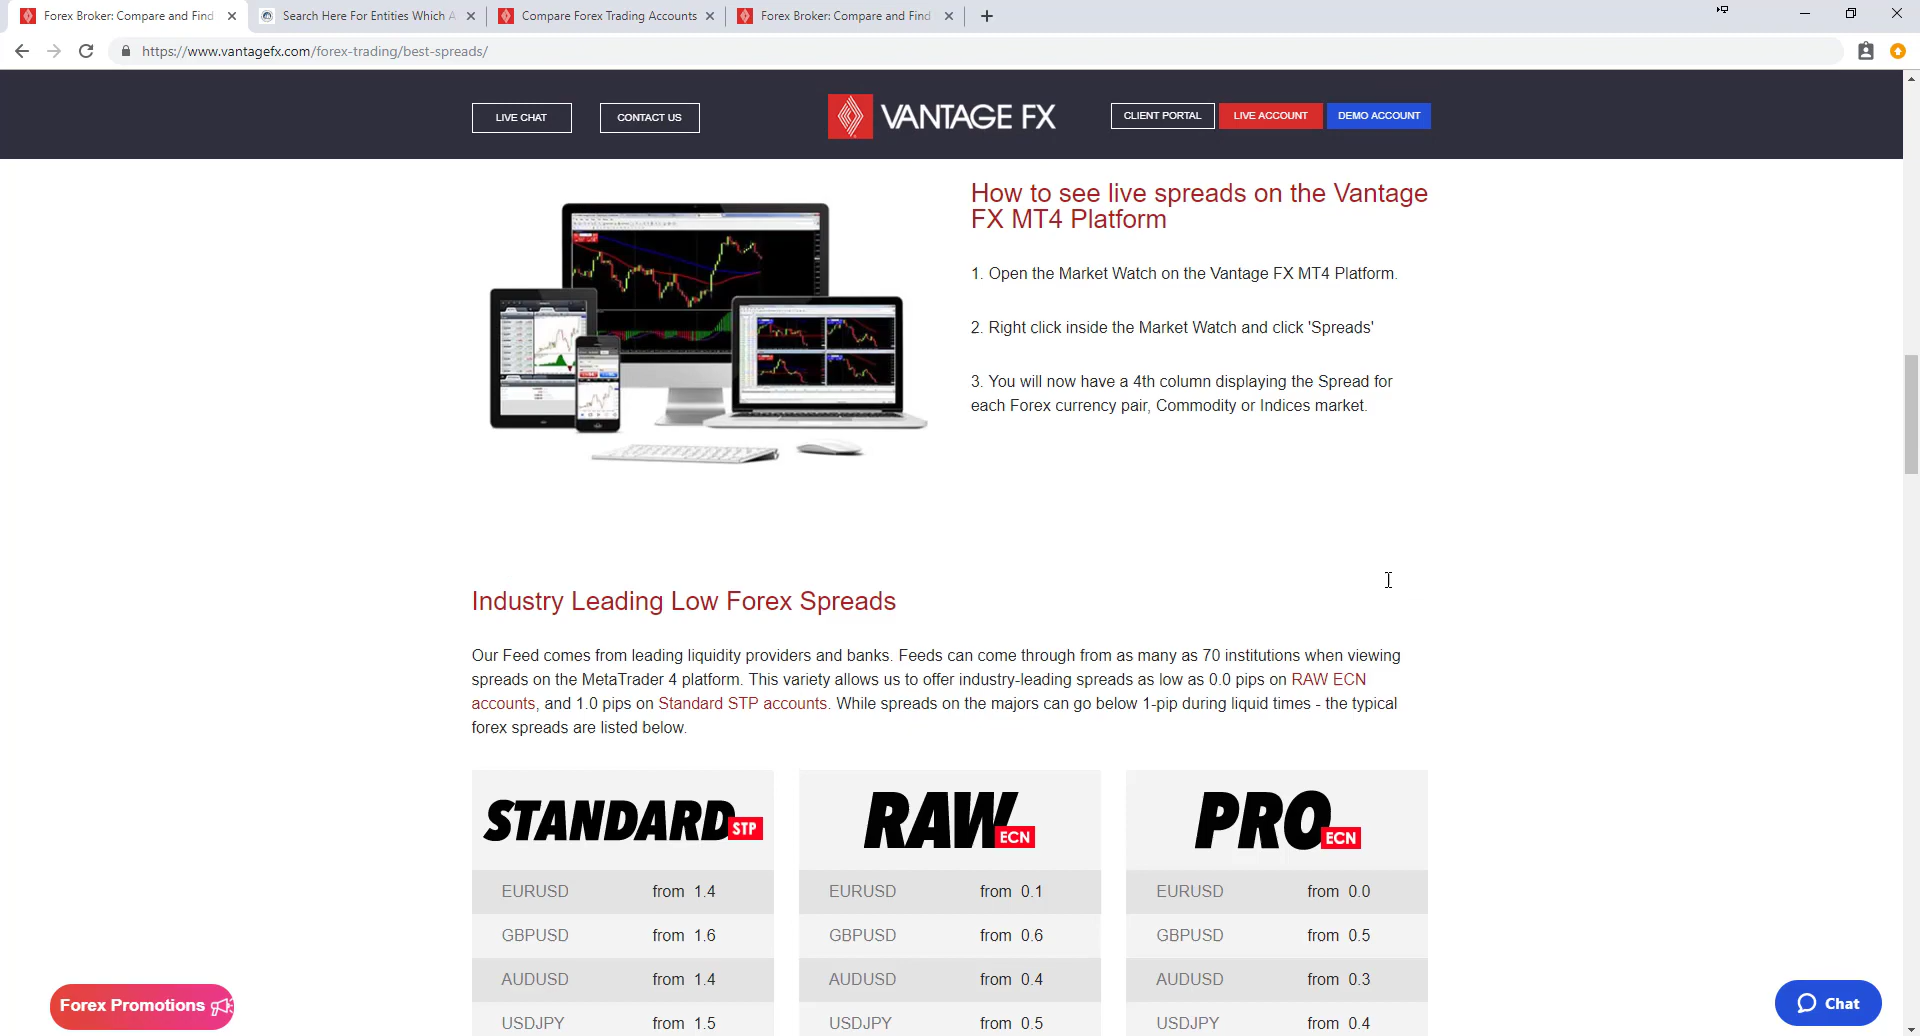 Forex Broker: Compare and Find
Search Here For Entities Which A
Compare Forex Trading Accounts
Forex Broker: Compare and Find
https://www.vantagefx.com/forex-trading/best-spreads/
LIVE CHAT
CONTACT US
VANTAGE FX
CLIENT PORTAL
LIVE ACCOUNT
DEMO ACCOUNT
How to see live spreads on the Vantage
FX MT4 Platform
1. Open the Market Watch on the Vantage FX MT4 Platform.
2. Right click inside the Market Watch and click 'Spreads'
3. You will now have a 4th column displaying the Spread for
each Forex currency pair, Commodity or Indices market.
Industry Leading Low Forex Spreads
Our Feed comes from leading liquidity providers and banks. Feeds can come through from as many as 70 institutions when viewing
spreads on the MetaTrader 4 platform. This variety allows us to offer industry-leading spreads as low as 0.0 pips on RAW ECN
accounts, and 1.0 pips on Standard STP accounts. While spreads on the majors can go below 1-pip during liquid times - the typical
forex spreads are listed below.
STANDARD STP
RAW ECN
PRO ECN
EURUSD from 1.4
EURUSD from 0.1
EURUSD from 0.0
GBPUSD from 1.6
GBPUSD from 0.6
GBPUSD from 0.5
AUDUSD from 1.4
AUDUSD from 0.4
AUDUSD from 0.3
USDJPY from 1.5
USDJPY from 0.5
USDJPY from 0.4
Forex Promotions
Chat